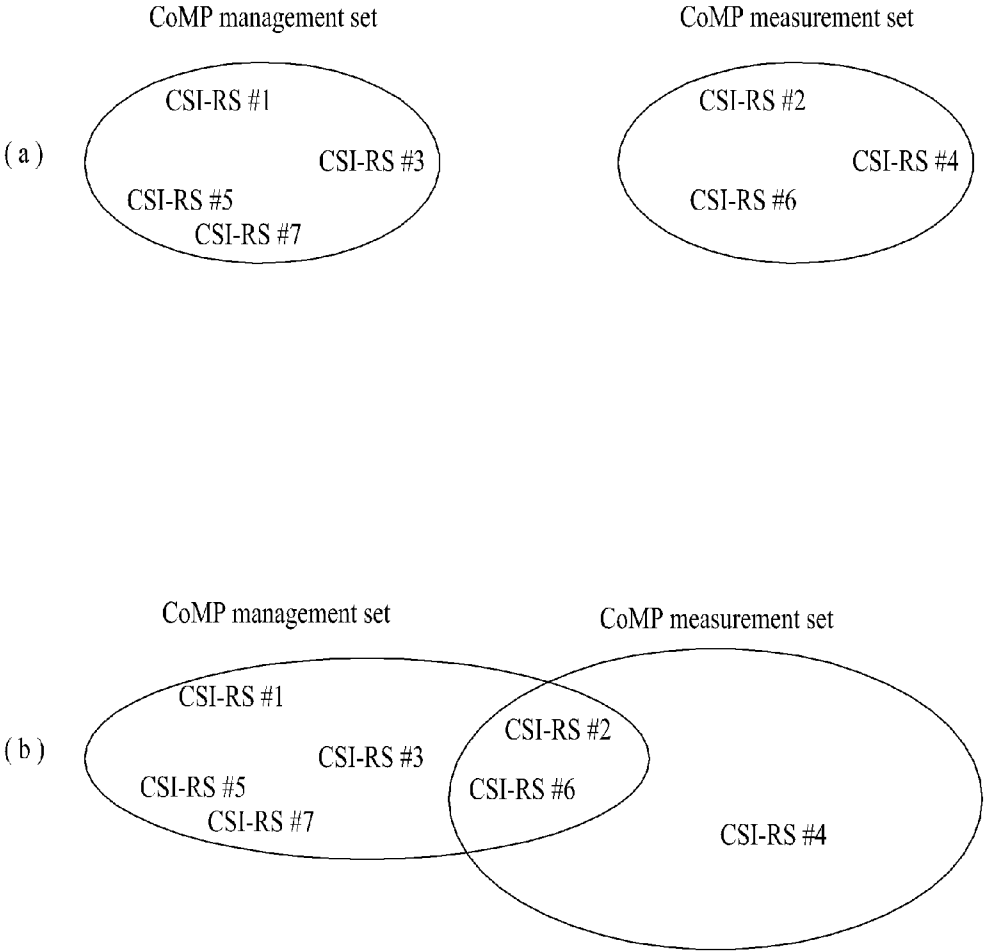 CoMP management set
CoMP measurement set
CSI-RS #1
CSI-RS #2
(a)
CSI-RS #3
CSI-RS #4
CSI-RS #5
CSI-RS #6
CSI-RS #7
CoMP management set
CoMP measurement set
CSI-RS #1
CSI-RS #2
(b)
CSI-RS #3
CSI-RS #5
CSI-RS #6
CSI-RS #7
CSI-RS #4